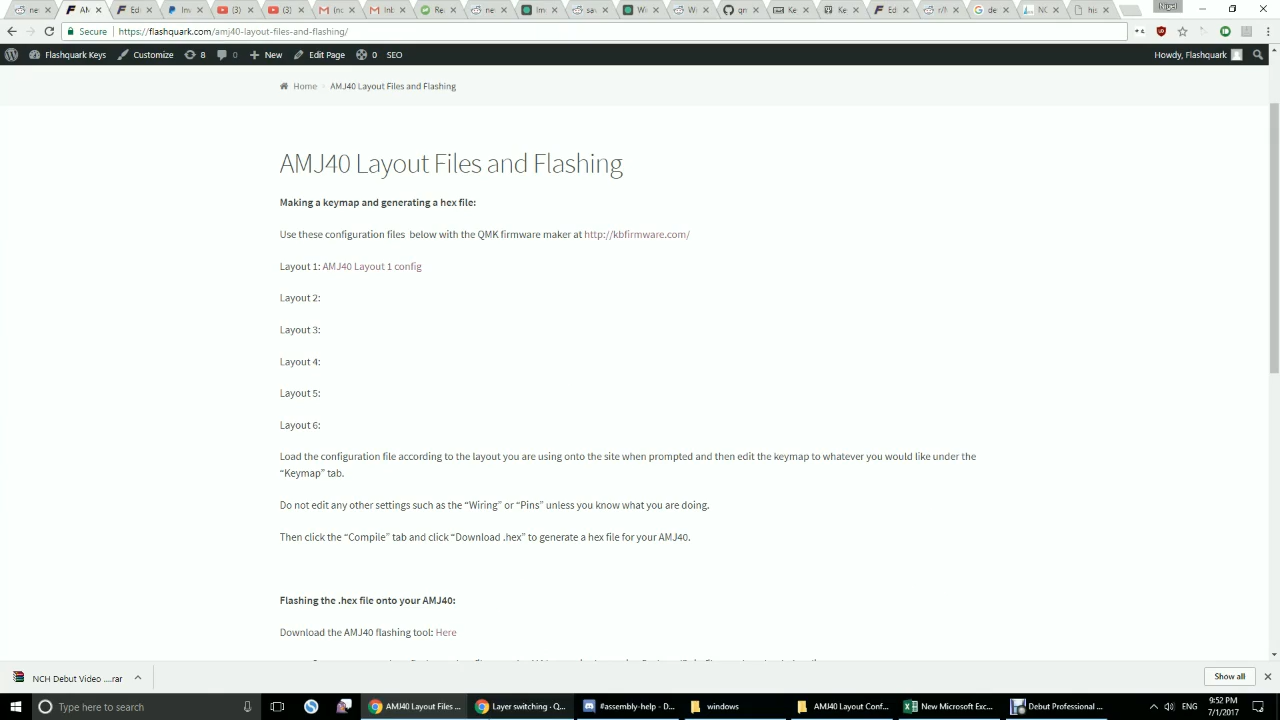 Secure
https://flashquark.com/amj40-layout-files-and-flashing/
Flashquark Keys
Customize
8
0
New
Edit Page
0
SEO
Howdy, Flashquark
Home
AMJ40 Layout Files and Flashing
AMJ40 Layout Files and Flashing
Making a keymap and generating a hex file:
Use these configuration files below with the QMK firmware maker at http://kbfirmware.com/
Layout 1: AMJ40 Layout 1 config
Layout 2:
Layout 3:
Layout 4:
Layout 5:
Layout 6:
Load the configuration file according to the layout you are using onto the site when prompted and then edit the keymap to whatever you would like under the
“Keymap” tab.
Do not edit any other settings such as the “Wiring” or “Pins” unless you know what you are doing.
Then click the “Compile” tab and click “Download .hex” to generate a hex file for your AMJ40.
Flashing the .hex file onto your AMJ40:
Download the AMJ40 flashing tool: Here
NCH Debut Video ....rar
Show all
Type here to search
AMJ40 Layout Files ...
Layer switching - Q...
#assembly-help - D...
windows
AMJ40 Layout Conf...
New Microsoft Exc...
Debut Professional ...
ENG
9:52 PM
7/1/2017